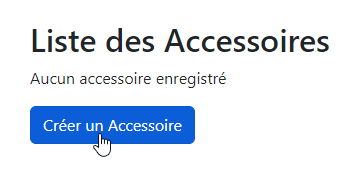 Liste des Accessoires
Aucun accessoire enregistré
Créer un Accessoire